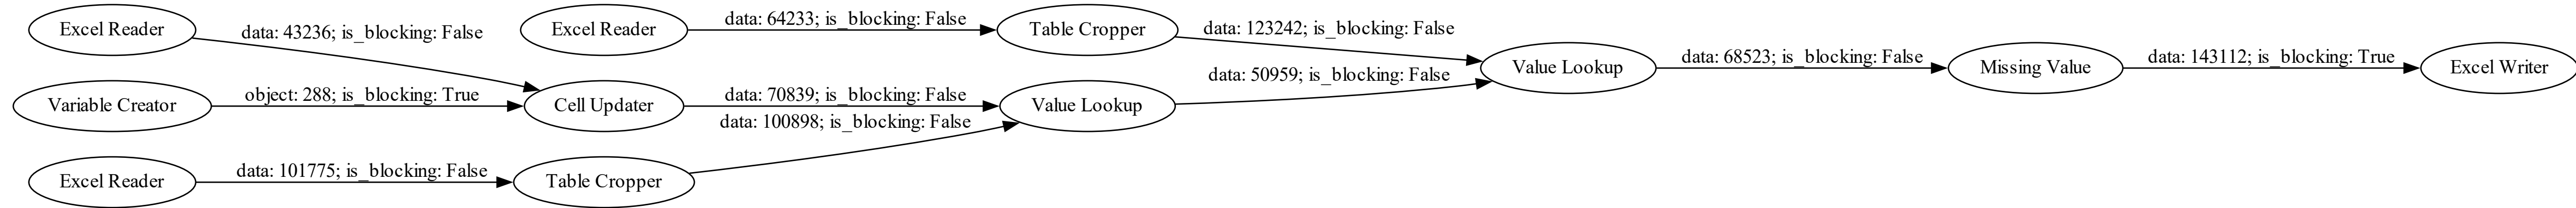 Excel Reader
data: 43236; is_blocking: False
Excel Reader
data: 64233; is_blocking: False
Table Cropper
data: 123242; is_blocking: False
Variable Creator
object: 288; is_blocking: True
Cell Updater
data: 70839; is_blocking: False
Value Lookup
data: 50959; is_blocking: False
Value Lookup
data: 68523; is_blocking: False
Missing Value
data: 143112; is_blocking: True
Excel Writer
Excel Reader
data: 101775; is_blocking: False
Table Cropper
data: 100898; is_blocking: False